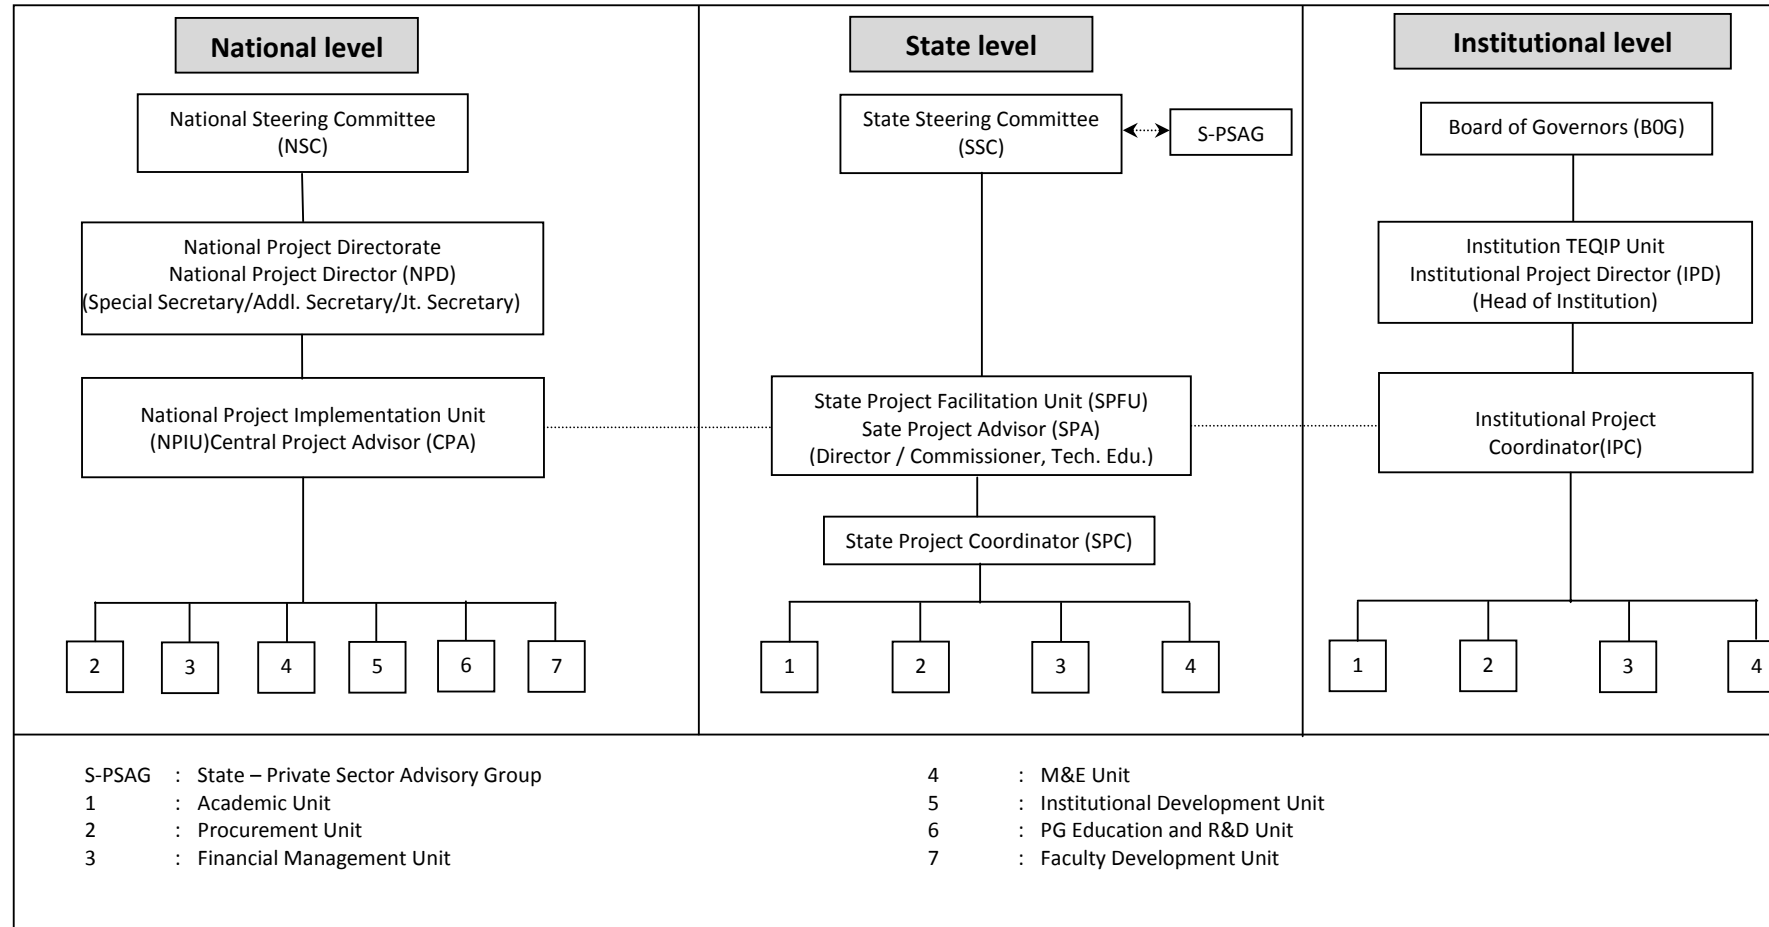 National level
National Steering Committee
(NSC)
National Project Directorate
National Project Director (NPD)
(Special Secretary/Addl. Secretary/Jt. Secretary)
National Project Implementation Unit
(NPIU)Central Project Advisor (CPA)
2
3
4
5
6
7
State level
State Steering Committee
(SSC)
S-PSAG
State Project Facilitation Unit (SPFU)
Sate Project Advisor (SPA)
(Director / Commissioner, Tech. Edu.)
State Project Coordinator (SPC)
1
2
3
4
Institutional level
Board of Governors (B0G)
Institution TEQIP Unit
Institutional Project Director (IPD)
(Head of Institution)
Institutional Project
Coordinator(IPC)
1
2
3
4
S-PSAG : State – Private Sector Advisory Group
1 : Academic Unit
2 : Procurement Unit
3 : Financial Management Unit
4 : M&E Unit
5 : Institutional Development Unit
6 : PG Education and R&D Unit
7 : Faculty Development Unit